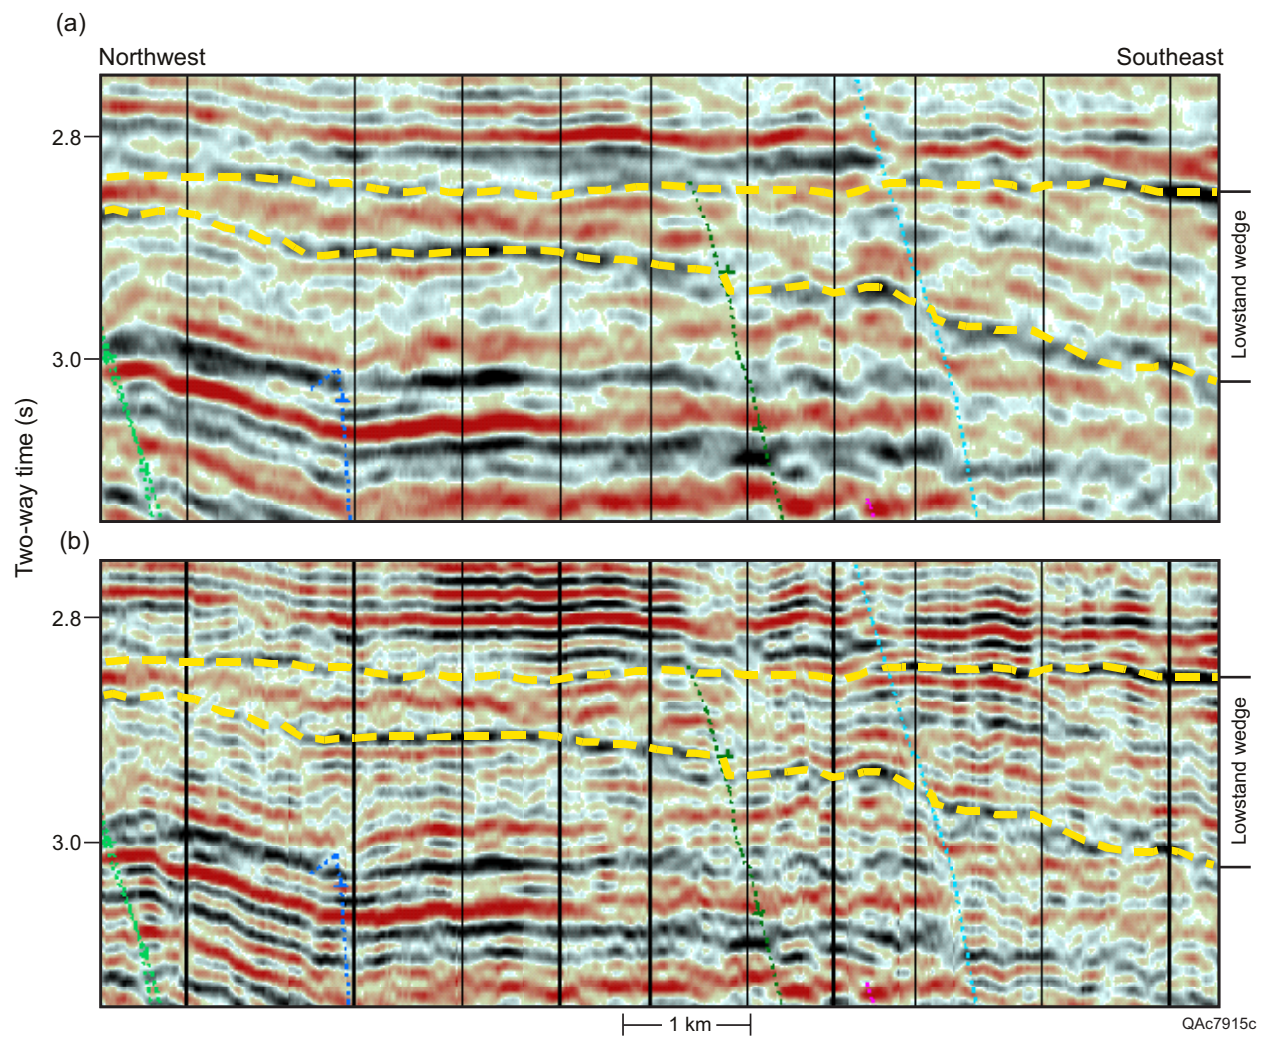 (a)
Northwest
Southeast
2.8
3.0
Lowstand wedge
Two-way time (s)
(b)
2.8
3.0
Lowstand wedge
1 km
QAc7915c